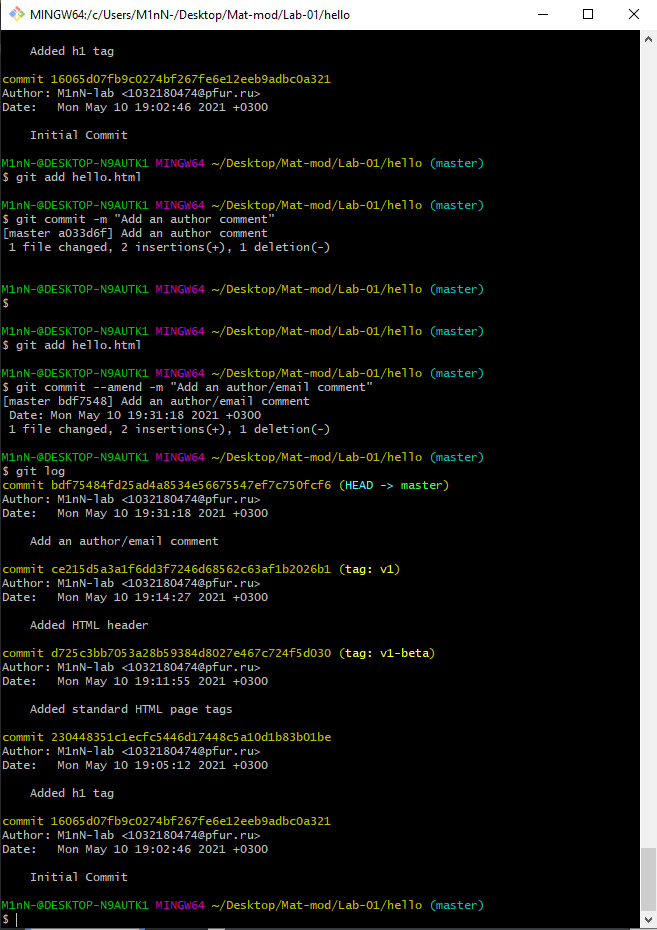 MINGW64:/c/Users/M1nN-/Desktop/Mat-mod/Lab-01/hello
Added h1 tag
commit 16065d07fb9c0274bf267fe6e12eeb9adbc0a321
Author: M1nN-lab <1032180474@pfur.ru>
Date:   Mon May 10 19:02:46 2021 +0300
Initial Commit
M1nN-@DESKTOP-N9AUTK1 MINGW64 ~/Desktop/Mat-mod/Lab-01/hello (master)
$ git add hello.html
M1nN-@DESKTOP-N9AUTK1 MINGW64 ~/Desktop/Mat-mod/Lab-01/hello (master)
$ git commit -m "Add an author comment"
[master a033d6f] Add an author comment
1 file changed, 2 insertions(+), 1 deletion(-)
M1nN-@DESKTOP-N9AUTK1 MINGW64 ~/Desktop/Mat-mod/Lab-01/hello (master)
$
M1nN-@DESKTOP-N9AUTK1 MINGW64 ~/Desktop/Mat-mod/Lab-01/hello (master)
$ git add hello.html
M1nN-@DESKTOP-N9AUTK1 MINGW64 ~/Desktop/Mat-mod/Lab-01/hello (master)
$ git commit --amend -m "Add an author/email comment"
[master bdf7548] Add an author/email comment
Date: Mon May 10 19:31:18 2021 +0300
1 file changed, 2 insertions(+), 1 deletion(-)
M1nN-@DESKTOP-N9AUTK1 MINGW64 ~/Desktop/Mat-mod/Lab-01/hello (master)
$ git log
commit bdf75484fd25ad4a8534e56675547ef7c750fcf6 (HEAD -> master)
Author: M1nN-lab <1032180474@pfur.ru>
Date:   Mon May 10 19:31:18 2021 +0300
Add an author/email comment
commit ce215d5a3a1f6dd3f7246d68562c63af1b2026b1 (tag: v1)
Author: M1nN-lab <1032180474@pfur.ru>
Date:   Mon May 10 19:14:27 2021 +0300
Added HTML header
commit d725c3bb7053a28b59384d8027e467c724f5d030 (tag: v1-beta)
Author: M1nN-lab <1032180474@pfur.ru>
Date:   Mon May 10 19:11:55 2021 +0300
Added standard HTML page tags
commit 230448351c1ecfc5446d17448c5a10d1b83b01be
Author: M1nN-lab <1032180474@pfur.ru>
Date:   Mon May 10 19:05:12 2021 +0300
Added h1 tag
commit 16065d07fb9c0274bf267fe6e12eeb9adbc0a321
Author: M1nN-lab <1032180474@pfur.ru>
Date:   Mon May 10 19:02:46 2021 +0300
Initial Commit
M1nN-@DESKTOP-N9AUTK1 MINGW64 ~/Desktop/Mat-mod/Lab-01/hello (master)
$